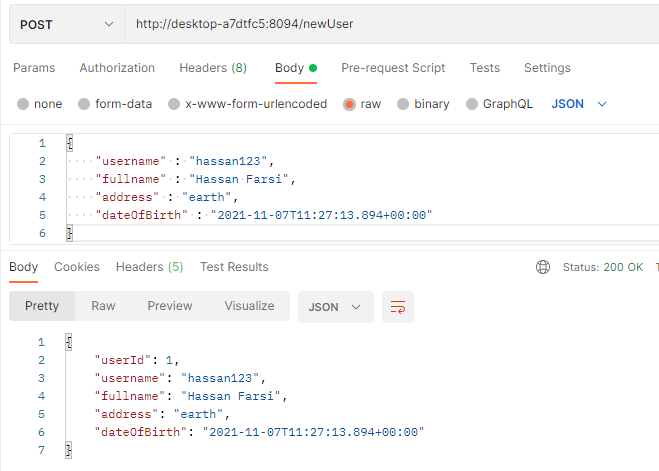 POST http://desktop-a7dtfc5:8094/newUser
Params Authorization Headers (8) Body Pre-request Script Tests Settings
none form-data x-www-form-urlencoded raw binary GraphQL JSON
1 {
2 "username" : "hassan123",
3 "fullname" : "Hassan Farsi",
4 "address" : "earth",
5 "dateOfBirth" : "2021-11-07T11:27:13.894+00:00"
6 }
Body Cookies Headers (5) Test Results Status: 200 OK T
Pretty Raw Preview Visualize JSON
1 {
2 "userId": 1,
3 "username": "hassan123",
4 "fullname": "Hassan Farsi",
5 "address": "earth",
6 "dateOfBirth": "2021-11-07T11:27:13.894+00:00"
7 }